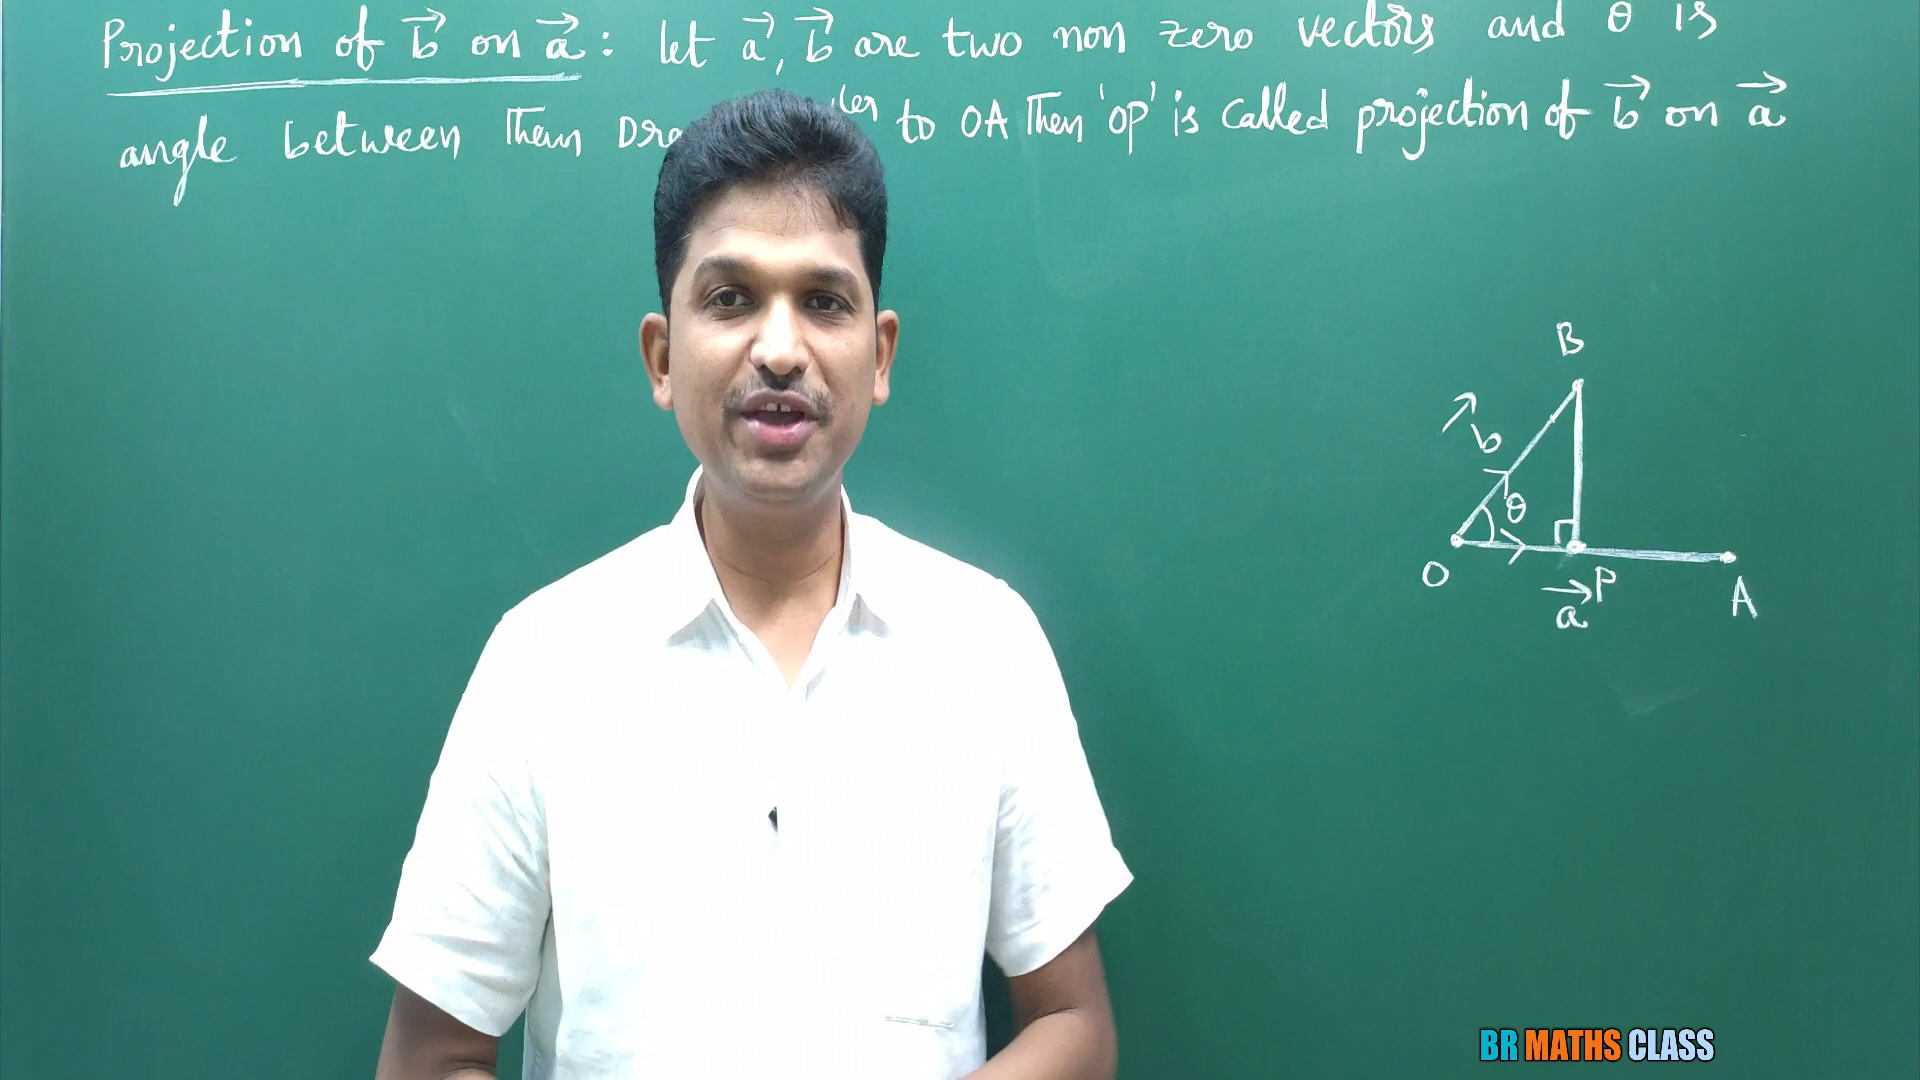 Projection of b⃗ on a⃗ : let a⃗, b⃗ are two non zero vectors and θ is
angle between them to OA Then 'OP' is called projection of b⃗ on a⃗
B
b⃗
θ
O
P
a⃗
A
BR MATHS CLASS